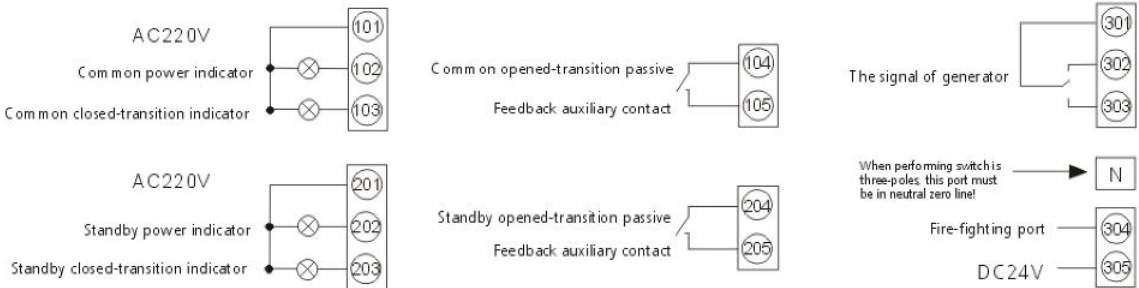 AC220V
Common power indicator
Common closed-transition indicator
101
102
103
Common opened-transition passive
Feedback auxiliary contact
104
105
The signal of generator
301
302
303
AC220V
Standby power indicator
Standby closed-transition indicator
201
202
203
Standby opened-transition passive
Feedback auxiliary contact
204
205
When performing switch is
three-poles, this port must
be in neutral zero line!
N
Fire-fighting port
DC24V
304
305